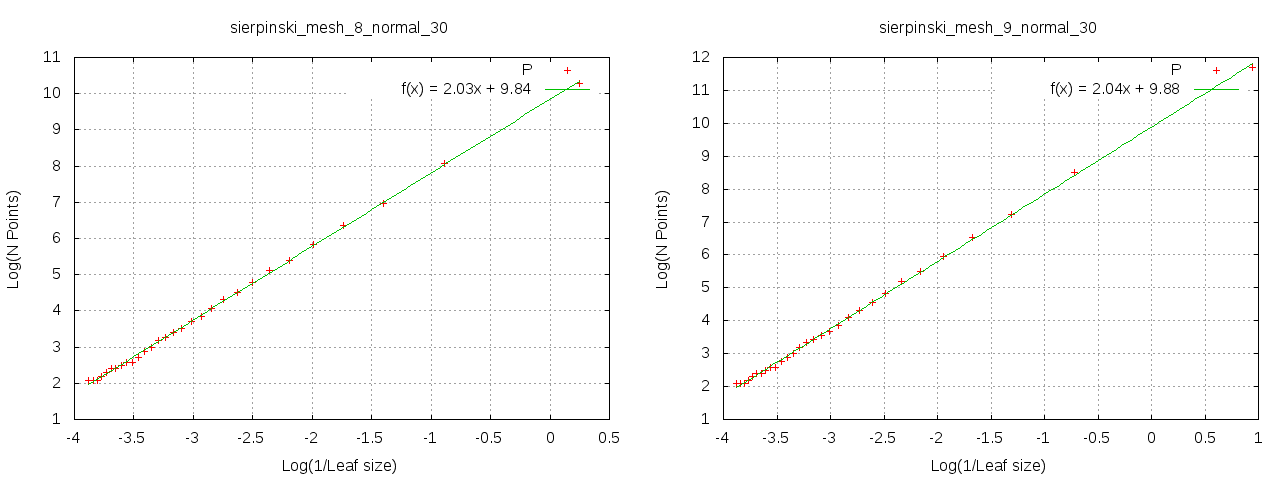 sierpinski_mesh_8_normal_30
P
f(x) = 2.03x + 9.84
11
10
9
8
7
6
5
4
3
2
1
Log(N Points)
-4 -3.5 -3 -2.5 -2 -1.5 -1 -0.5 0 0.5
Log(1/Leaf size)
sierpinski_mesh_9_normal_30
P
f(x) = 2.04x + 9.88
12
11
10
9
8
7
6
5
4
3
2
1
Log(N Points)
-4 -3.5 -3 -2.5 -2 -1.5 -1 -0.5 0 0.5 1
Log(1/Leaf size)